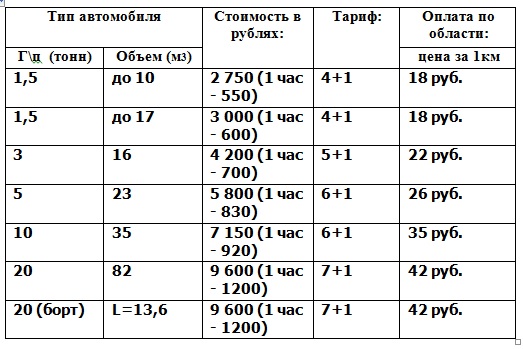 Тип автомобиля
Стоимость в рублях:
Тариф:
Оплата по области:
Г\п (тонн)
Объем (м3)
цена за 1км
1,5
до 10
2 750 (1 час - 550)
4+1
18 руб.
1,5
до 17
3 000 (1 час - 600)
4+1
18 руб.
3
16
4 200 (1 час - 700)
5+1
22 руб.
5
23
5 800 (1 час - 830)
6+1
26 руб.
10
35
7 150 (1 час - 920)
6+1
35 руб.
20
82
9 600 (1 час - 1200)
7+1
42 руб.
20 (борт)
L=13,6
9 600 (1 час - 1200)
7+1
42 руб.